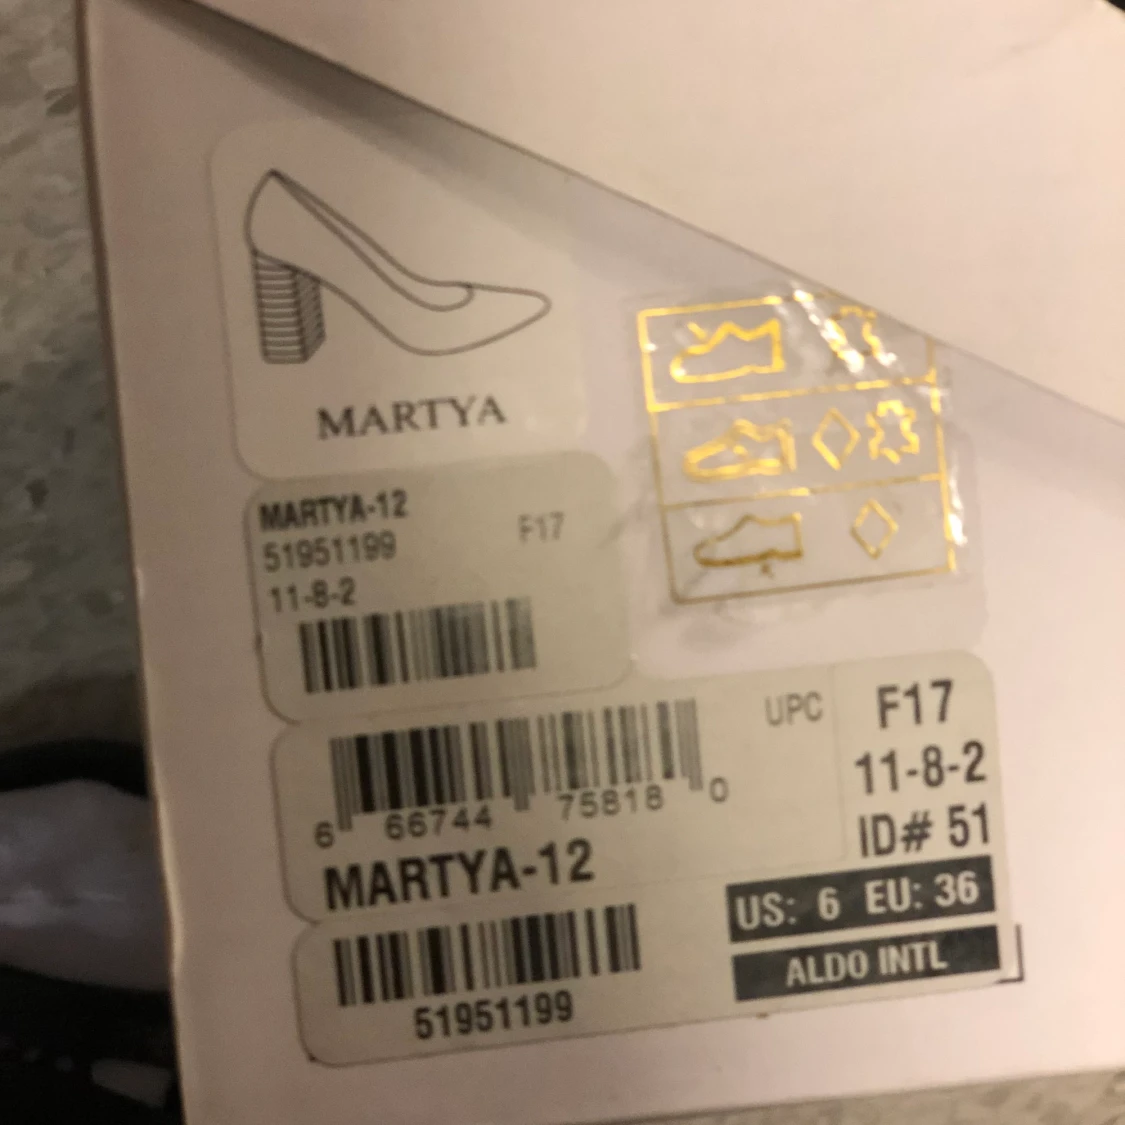 MARTYA
MARTYA-12
51951199 F17
11-8-2
UPC
6 66744 75818 0
MARTYA-12
51951199
F17
11-8-2
ID# 51
US: 6 EU: 36
ALDO INTL